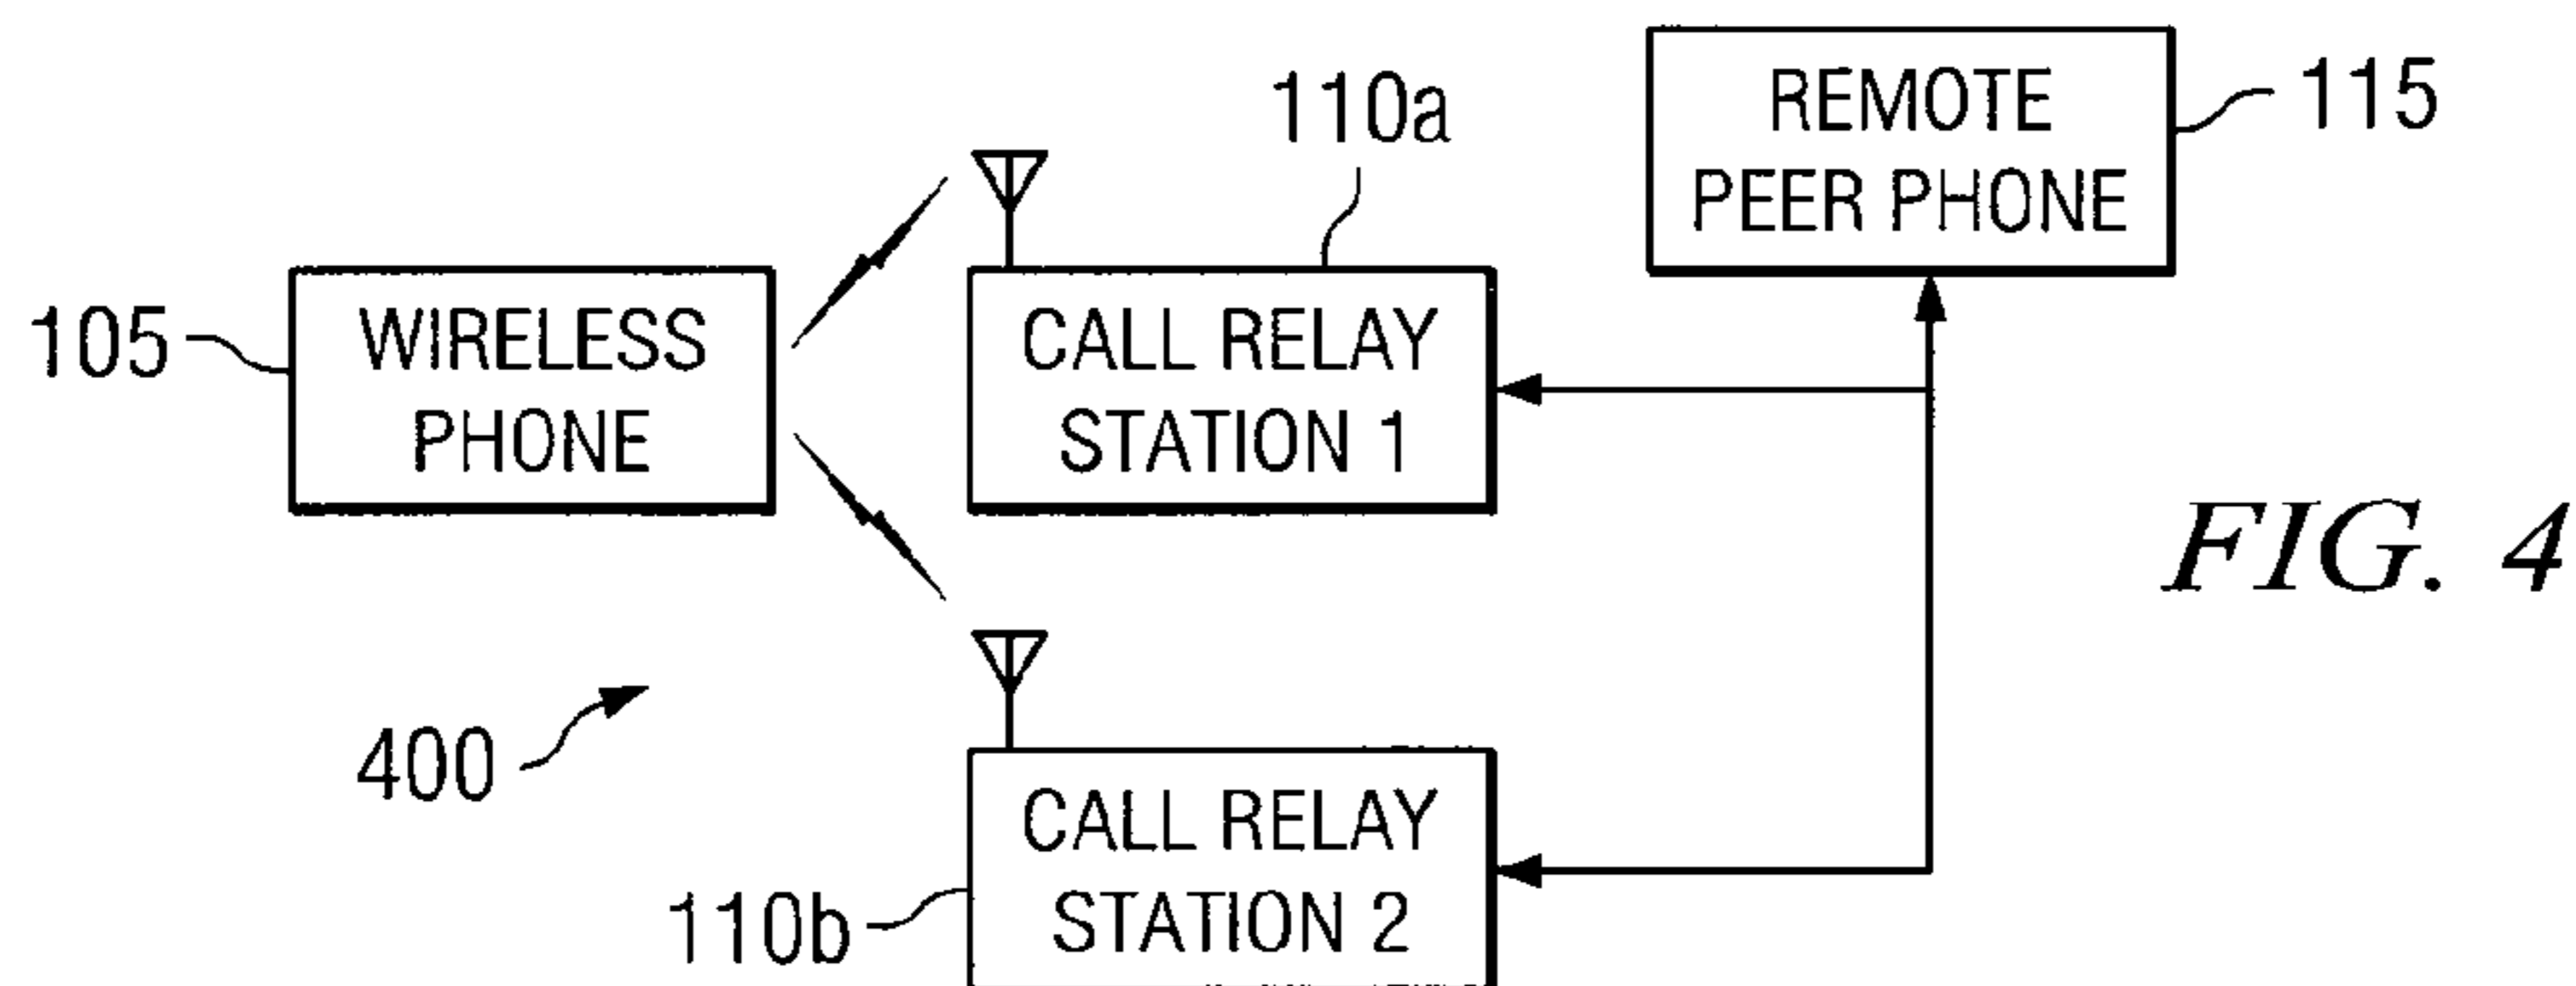 REMOTE
PEER PHONE
115
110a
105
WIRELESS
PHONE
CALL RELAY
STATION 1
FIG. 4
400
CALL RELAY
STATION 2
110b